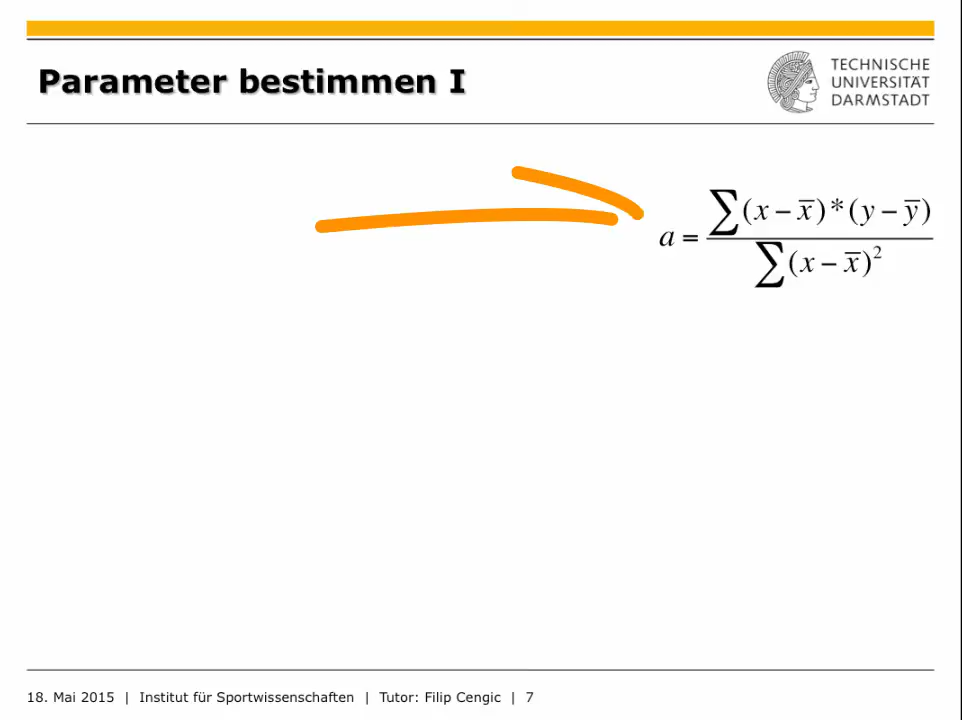 Parameter bestimmen I
TECHNISCHE
UNIVERSITÄT
DARMSTADT
a = ∑(x − x̅) * (y − y̅) / ∑(x − x̅)²
18. Mai 2015 | Institut für Sportwissenschaften | Tutor: Filip Cengic | 7